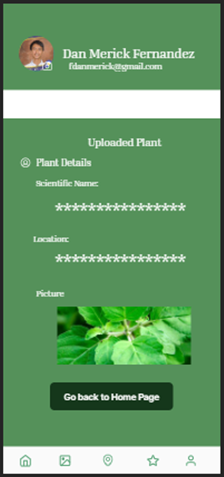 Dan Merick Fernandez
fdanmerick@gmail.com
Uploaded Plant
Plant Details
Scientific Name:
****************
Location:
****************
Picture
Go back to Home Page